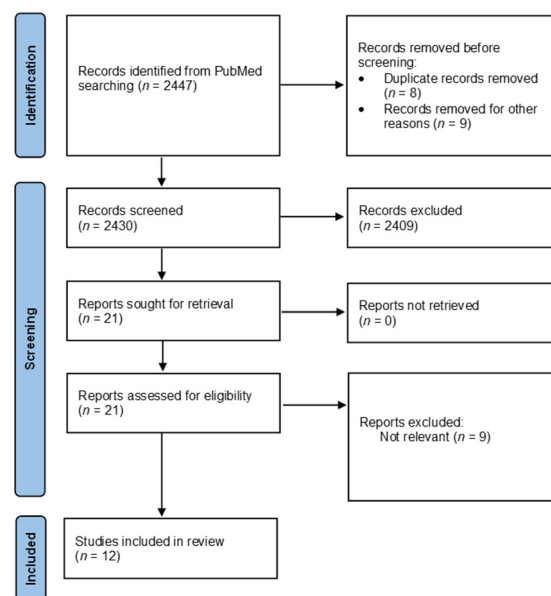 Identification
Records identified from PubMed
searching (n = 2447)
Records removed before
screening:
• Duplicate records removed
(n = 8)
• Records removed for other
reasons (n = 9)
Screening
Records screened
(n = 2430)
Records excluded
(n = 2409)
Reports sought for retrieval
(n = 21)
Reports not retrieved
(n = 0)
Reports assessed for eligibility
(n = 21)
Reports excluded:
Not relevant (n = 9)
Included
Studies included in review
(n = 12)